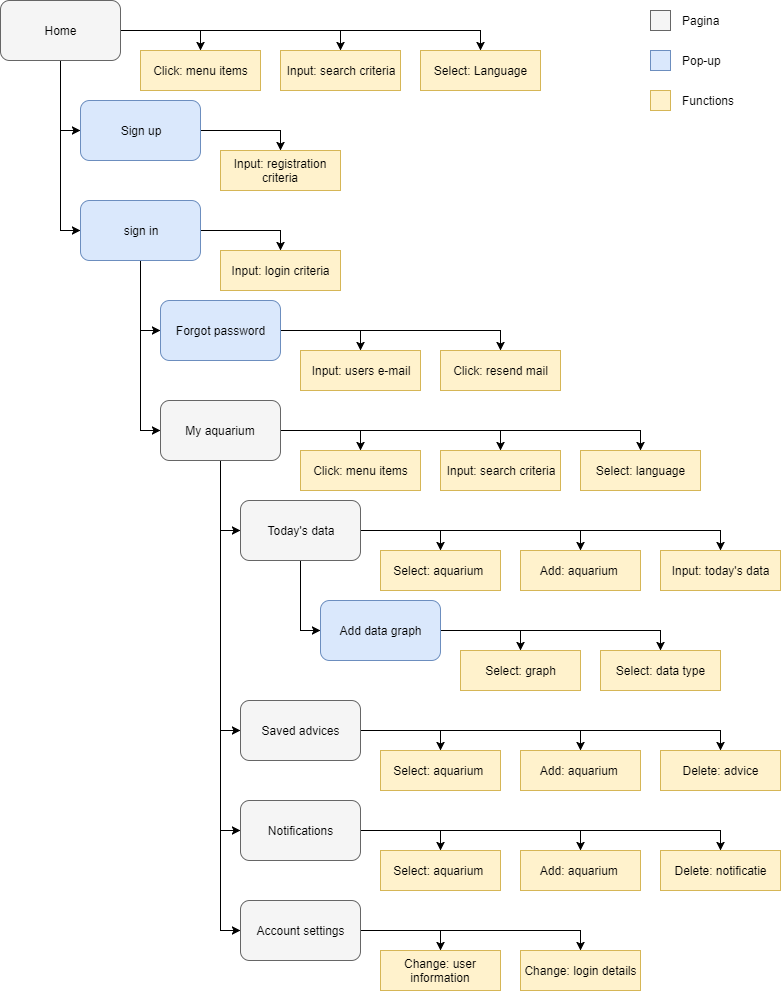 Home
Pagina
Click: menu items
Input: search criteria
Select: Language
Pop-up
Functions
Sign up
Input: registration
criteria
sign in
Input: login criteria
Forgot password
Input: users e-mail
Click: resend mail
My aquarium
Click: menu items
Input: search criteria
Select: language
Today's data
Select: aquarium
Add: aquarium
Input: today's data
Add data graph
Select: graph
Select: data type
Saved advices
Select: aquarium
Add: aquarium
Delete: advice
Notifications
Select: aquarium
Add: aquarium
Delete: notificatie
Account settings
Change: user
information
Change: login details